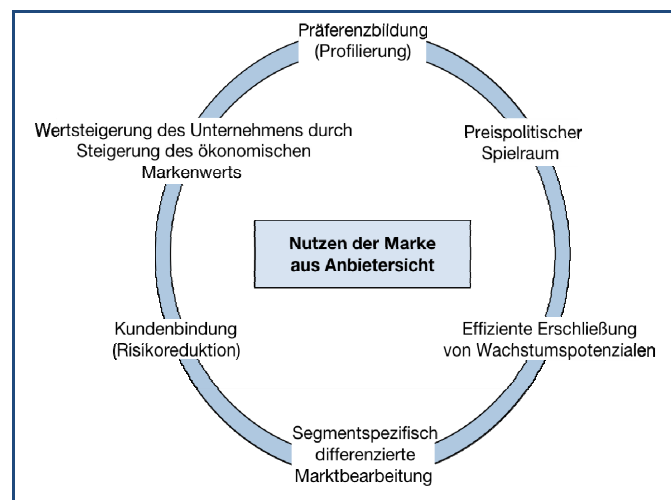 Präferenzbildung
(Profilierung)
Wertsteigerung des Unternehmens durch
Steigerung des ökonomischen
Markenwerts
Preispolitischer
Spielraum
Nutzen der Marke
aus Anbietersicht
Kundenbindung
(Risikoreduktion)
Effiziente Erschließung
von Wachstumspotenzialen
Segmentspezifisch
differenzierte
Marktbearbeitung